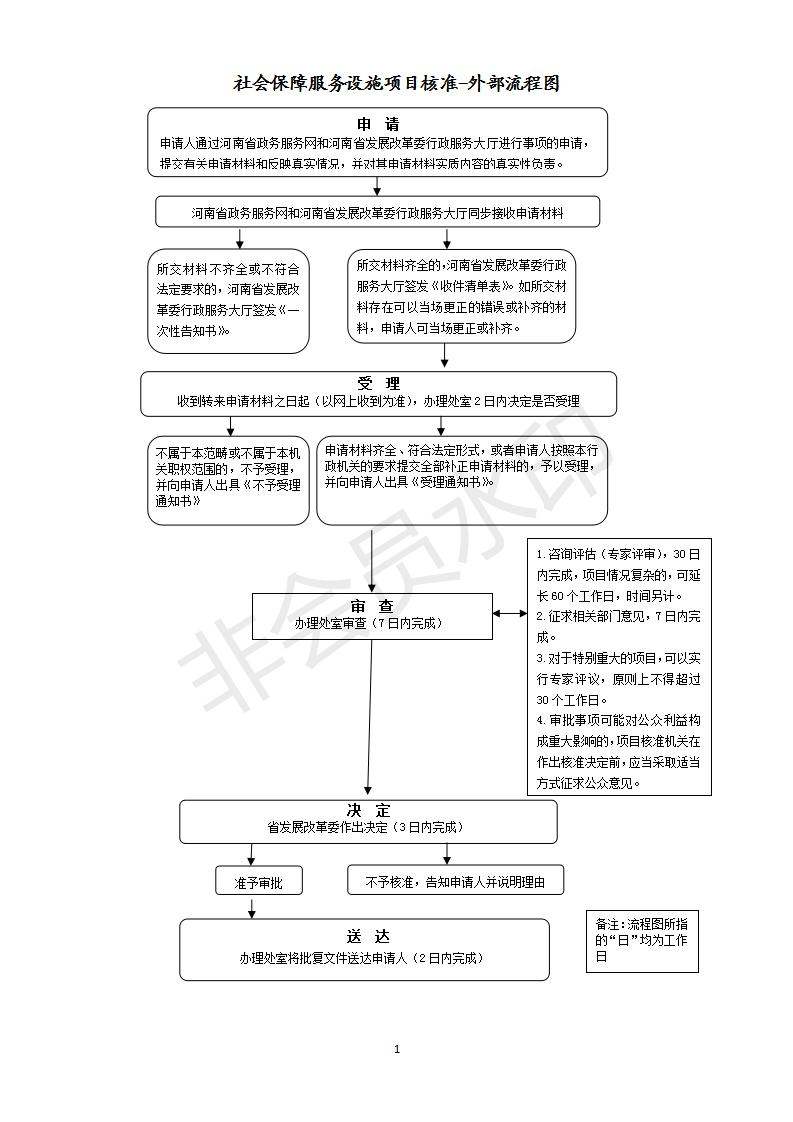 社会保障服务设施项目核准-外部流程图
申 请
申请人通过河南省政务服务网和河南省发展改革委行政服务大厅进行事项的申请，
提交有关申请材料和反映真实情况，并对其申请材料实质内容的真实性负责。
河南省政务服务网和河南省发展改革委行政服务大厅同步接收申请材料
所交材料不齐全或不符合
法定要求的，河南省发展改
革委行政服务大厅签发《一
次性告知书》。
所交材料齐全的，河南省发展改革委行政
服务大厅签发《收件清单表》。如所交材
料存在可以当场更正的错误或补齐的材
料，申请人可当场更正或补齐。
受 理
收到转来申请材料之日起（以网上收到为准），办理处室2日内决定是否受理
不属于本范畴或不属于本机
关职权范围的，不予受理，
并向申请人出具《不予受理
通知书》
申请材料齐全、符合法定形式，或者申请人按照本行
政机关的要求提交全部补正申请材料的，予以受理，
并向申请人出具《受理通知书》。
1.咨询评估（专家评审），30日
内完成，项目情况复杂的，可延
长60个工作日，时间另计。
2.征求相关部门意见，7日内完
成。
3.对于特别重大的项目，可以实
行专家评议，原则上不得超过
30个工作日。
4.审批事项可能对公众利益构
成重大影响的，项目核准机关在
作出核准决定前，应当采取适当
方式征求公众意见。
审 查
办理处室审查（7日内完成）
决 定
省发展改革委作出决定（3日内完成）
准予审批
不予核准，告知申请人并说明理由
送 达
办理处室将批复文件送达申请人（2日内完成）
备注：流程图所指
的“日”均为工作
日
非会员水印
1